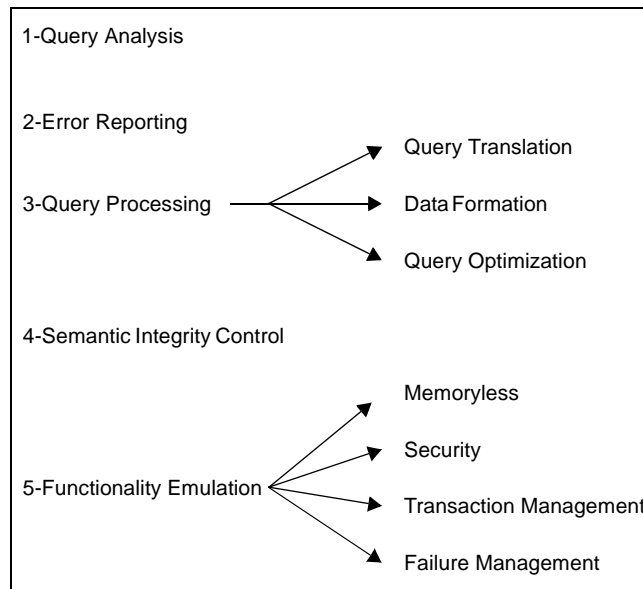 1-Query Analysis
2-Error Reporting
Query Translation
3-Query Processing
Data Formation
Query Optimization
4-Semantic Integrity Control
Memoryless
Security
5-Functionality Emulation
Transaction Management
Failure Management